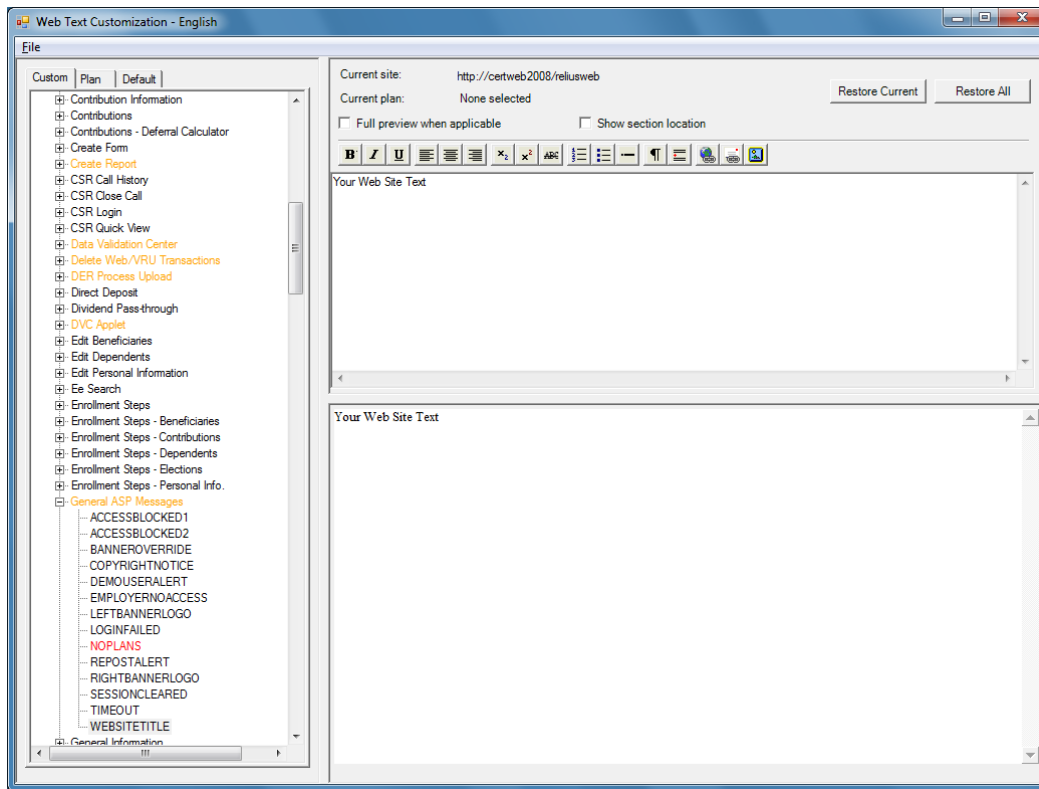 Web Text Customization - English
File
Custom
Plan
Default
Contribution Information
Contributions
Contributions - Deferral Calculator
Create Form
Create Report
CSR Call History
CSR Close Call
CSR Login
CSR Quick View
Data Validation Center
Delete Web/VRU Transactions
DER Process Upload
Direct Deposit
Dividend Pass-through
DVC Applet
Edit Beneficiaries
Edit Dependents
Edit Personal Information
Ee Search
Enrollment Steps
Enrollment Steps - Beneficiaries
Enrollment Steps - Contributions
Enrollment Steps - Dependents
Enrollment Steps - Elections
Enrollment Steps - Personal Info.
General ASP Messages
ACCESSBLOCKED1
ACCESSBLOCKED2
BANNEROVERRIDE
COPYRIGHTNOTICE
DEMOUSERALERT
EMPLOYERNOACCESS
LEFTBANNERLOGO
LOGINFAILED
NOPLANS
REPOSTALERT
RIGHTBANNERLOGO
SESSIONCLEARED
TIMEOUT
WEBSITETITLE
General Information
Current site: http://certweb2008/reliusweb
Current plan: None selected
Restore Current
Restore All
Full preview when applicable
Show section location
B I U x2 x² ABC
Your Web Site Text
Your Web Site Text